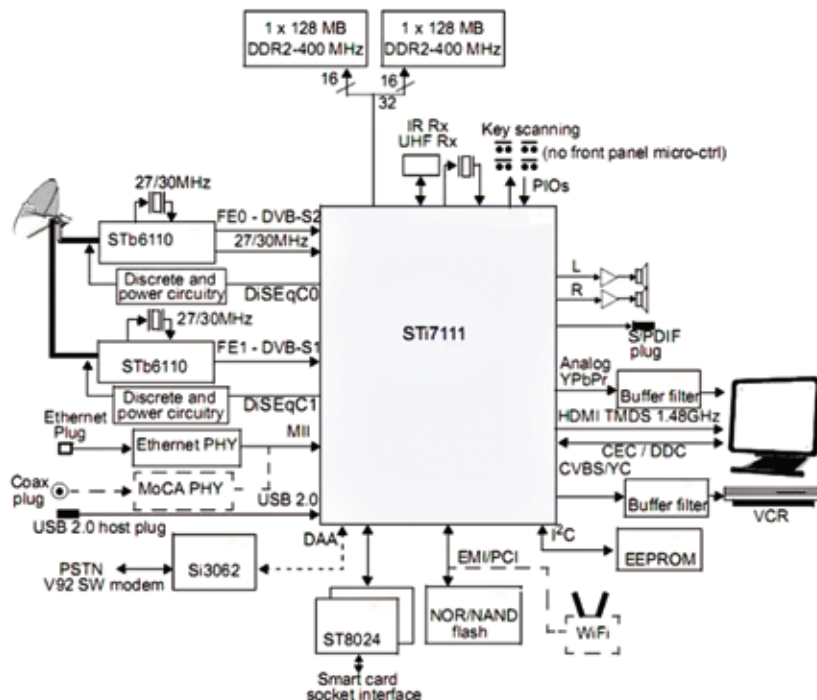 1 x 128 MB
DDR2-400 MHz
1 x 128 MB
DDR2-400 MHz
16
16
32
IR Rx
UHF Rx
Key scanning
(no front panel micro-ctrl)
PIOs
27/30MHz
STb6110
FE0 - DVB-S2
27/30MHz
Discrete and
power circuitry
DiSEqC0
27/30MHz
STb6110
FE1 - DVB-S1
Discrete and
power circuitry
DiSEqC1
STi7111
L
R
S/PDIF
plug
Analog
YPbPr
Buffer filter
HDMI TMDS 1.48GHz
CEC / DDC
CVBS/YC
Buffer filter
VCR
I²C
EEPROM
Ethernet
Plug
Ethernet PHY
MII
Coax
plug
MoCA PHY
USB 2.0
USB 2.0 host plug
DAA
PSTN
V92 SW modem
Si3062
EMI/PCI
ST8024
NOR/NAND
flash
WiFi
Smart card
socket interface